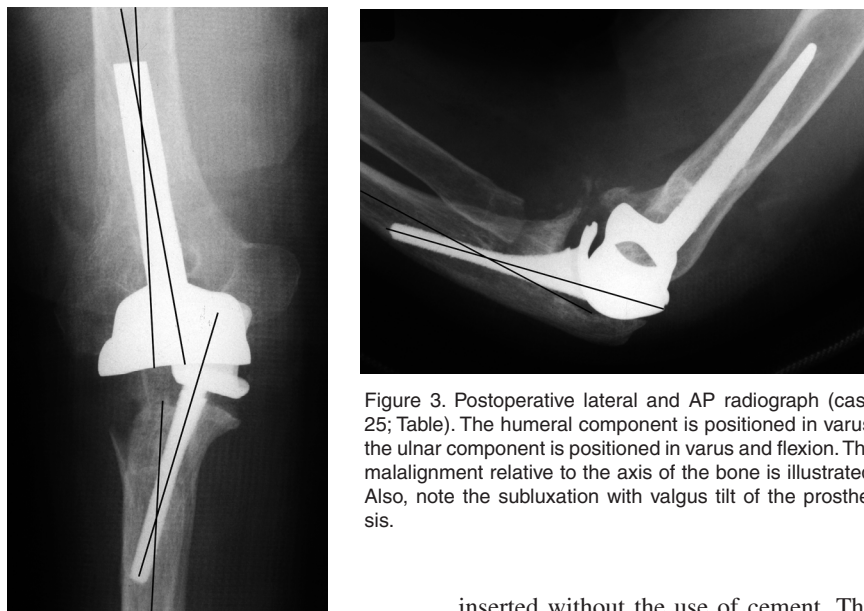 Figure 3. Postoperative lateral and AP radiograph (cas
25; Table). The humeral component is positioned in varus
the ulnar component is positioned in varus and flexion. Th
malalignment relative to the axis of the bone is illustrated
Also, note the subluxation with valgus tilt of the prosthe
sis.
inserted without the use of cement. Th